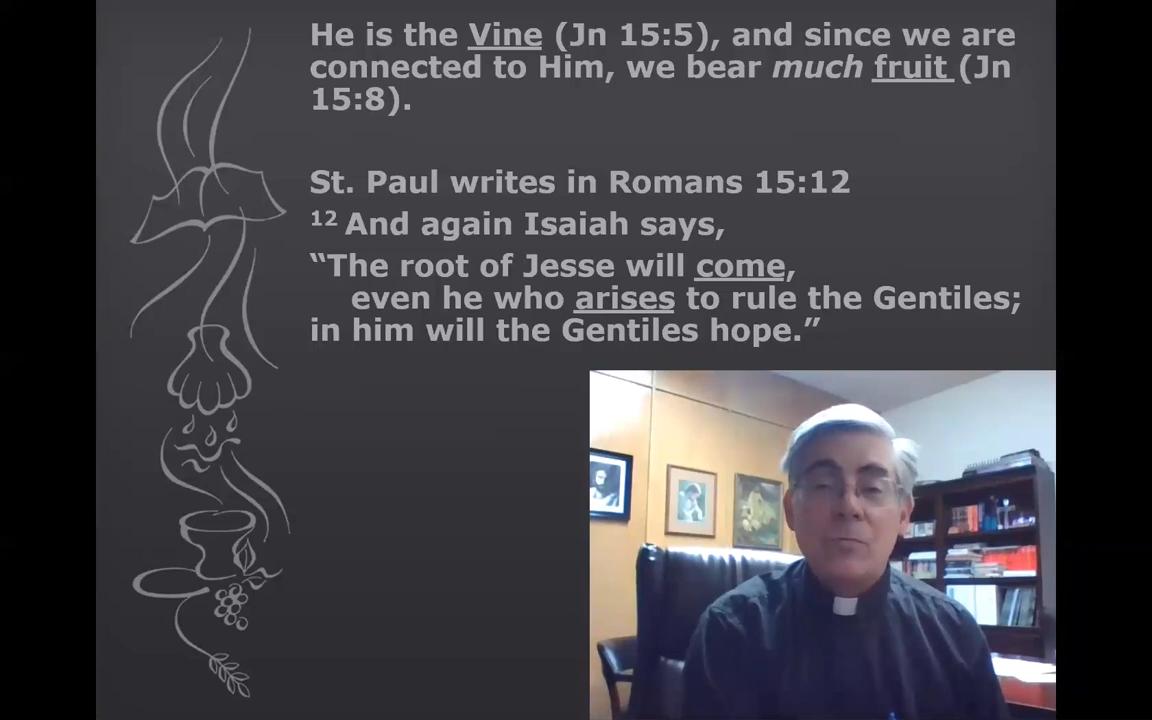 He is the Vine (Jn 15:5), and since we are
connected to Him, we bear much fruit (Jn
15:8).
St. Paul writes in Romans 15:12
12 And again Isaiah says,
“The root of Jesse will come,
even he who arises to rule the Gentiles;
in him will the Gentiles hope.”